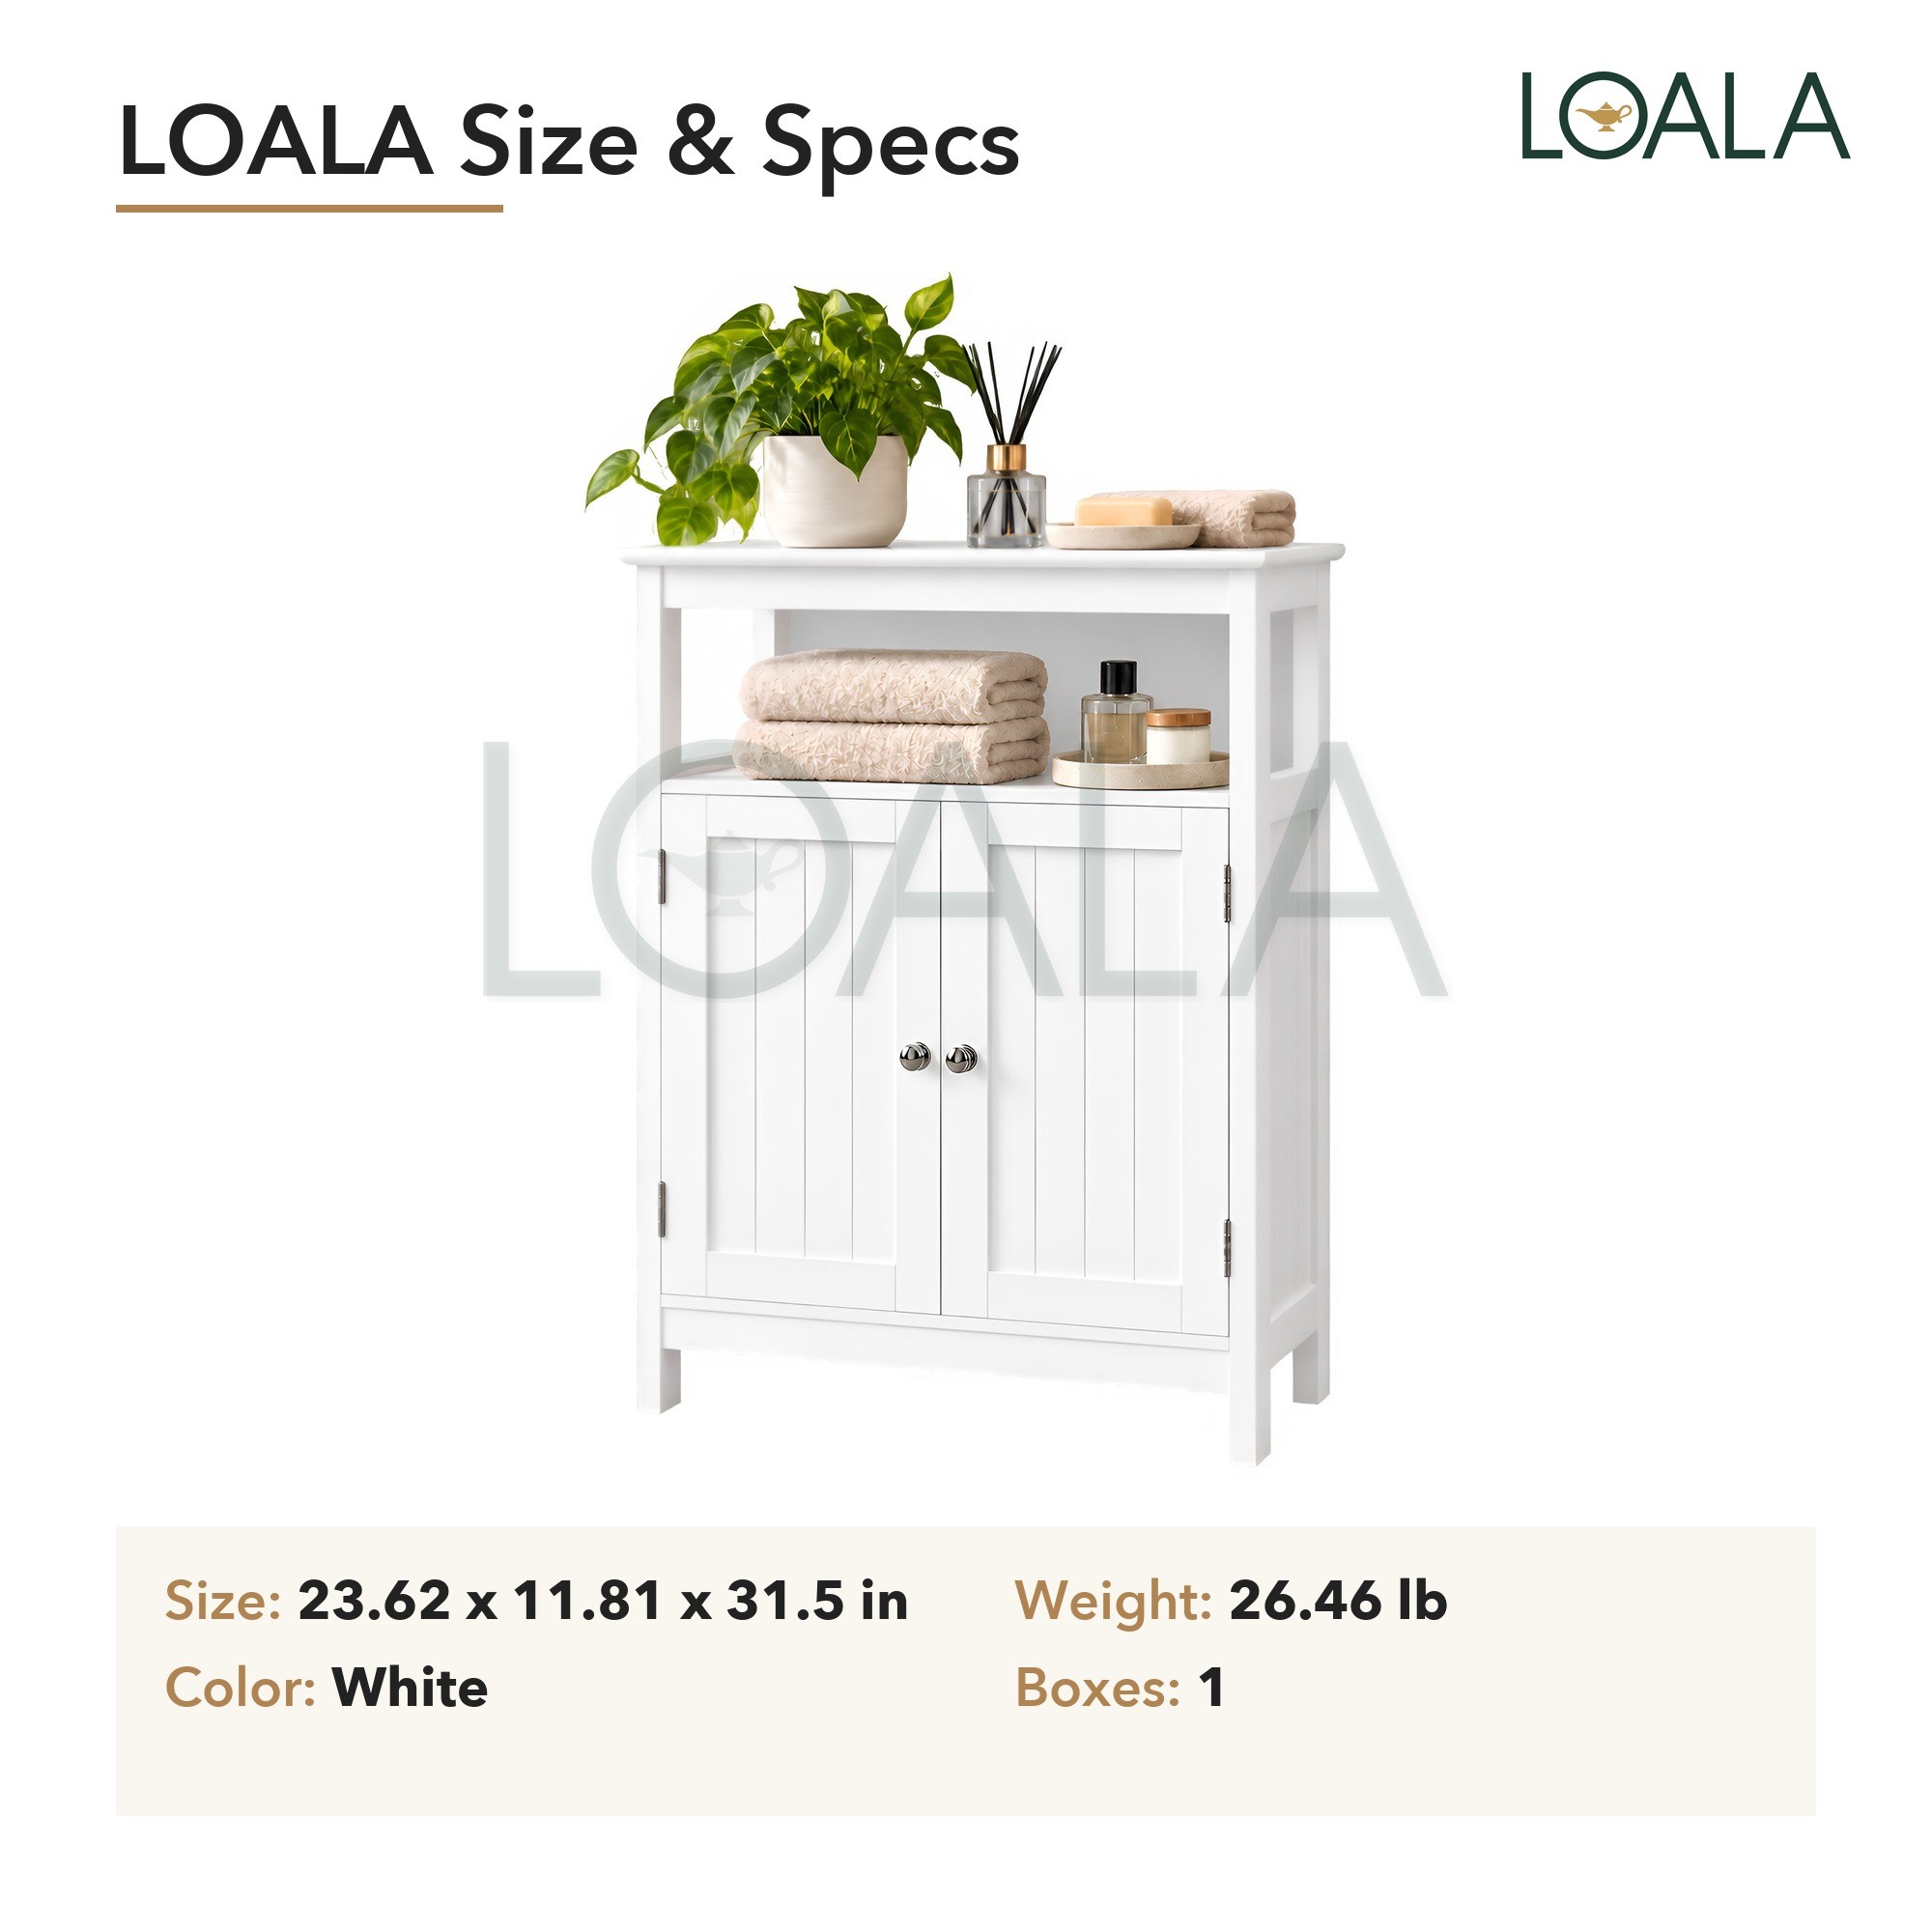 LOALA Size & Specs
LOALA
LOALA
Size: 23.62 x 11.81 x 31.5 in
Weight: 26.46 lb
Color: White
Boxes: 1